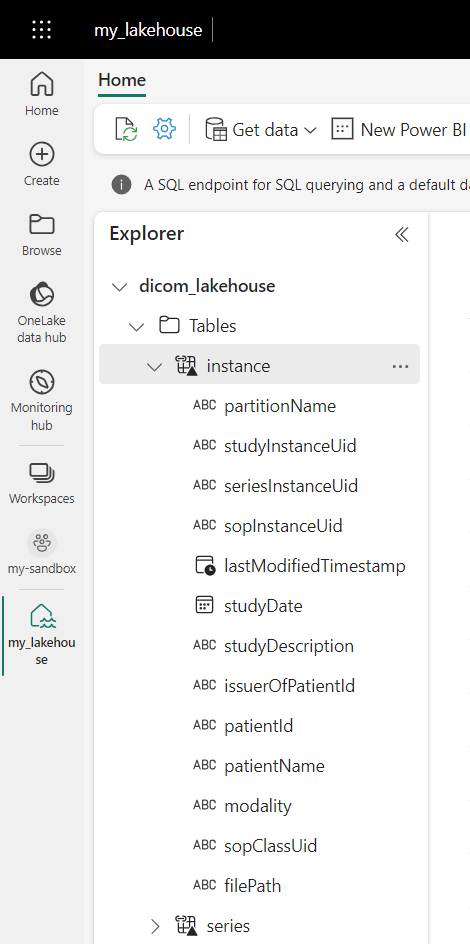 my_lakehouse
Home
Home
Create
Browse
OneLake
data hub
Monitoring
hub
Workspaces
my-sandbox
my_lakehou
se
Get data
New Power BI
A SQL endpoint for SQL querying and a default da
Explorer
dicom_lakehouse
Tables
instance
ABC partitionName
ABC studyInstanceUid
ABC seriesInstanceUid
ABC sopInstanceUid
lastModifiedTimestamp
studyDate
ABC studyDescription
ABC issuerOfPatientId
ABC patientId
ABC patientName
ABC modality
ABC sopClassUid
ABC filePath
series